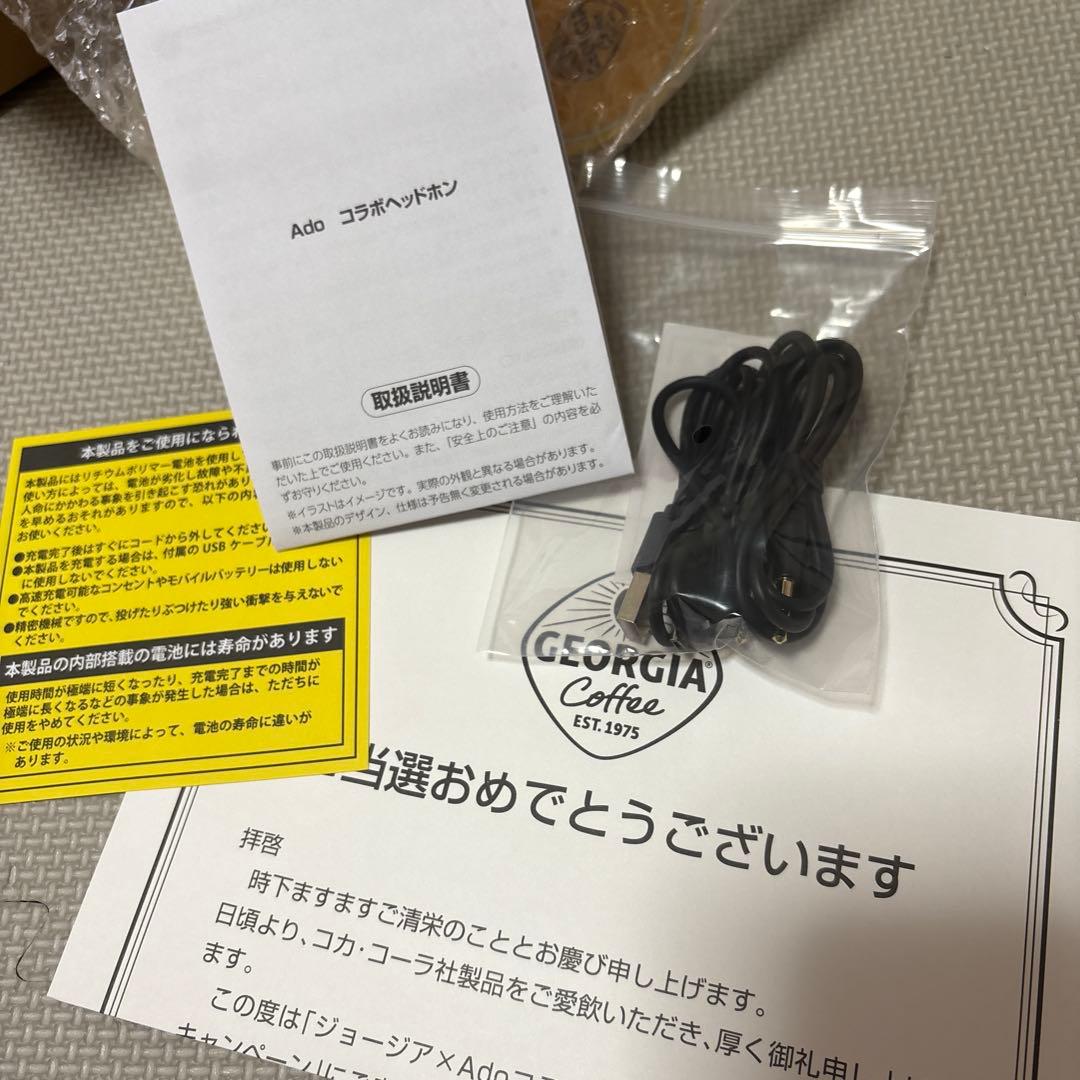 Ado コラボヘッドホン
取扱説明書
事前にこの取扱説明書をよくお読みになり、使用方法をご理解いた
だいた上でご使用ください。また、「安全上のご注意」の内容を必
ずお守りください。
※イラストはイメージです。実際の外観と異なる場合があります。
※本製品のデザイン、仕様は予告無く変更される場合があります。
本製品をご使用になら
本製品にはリチウムポリマー電池を使用し
使い方によっては、電池が劣化し故障や不
人命にかかわる事象を引き起こす恐れがあり
を早めるおそれがありますので、以下の内
お使いください。
●充電完了後はすぐにコードから外してくださ
●本製品を充電する場合は、付属の USB ケーブル
に使用しないでください。
●高速充電可能なコンセントやモバイルバッテリーは使用しない
でください。
●精密機械ですので、投げたりぶつけたり強い衝撃を与えないで
ください。
本製品の内部搭載の電池には寿命があります
使用時間が極端に短くなったり、充電完了までの時間が
極端に長くなるなどの事象が発生した場合は、ただちに
使用をやめてください。
※ご使用の状況や環境によって、電池の寿命に違いが
あります。
GEORGIA®
Coffee
EST. 1975
当選おめでとうございます
拝啓
時下ますますご清栄のこととお慶び申し上げます。
日頃より、コカ・コーラ社製品をご愛飲いただき、厚く御礼申し上げ
ます。
この度は「ジョージア×Adoコラ
キャンペーン」にご